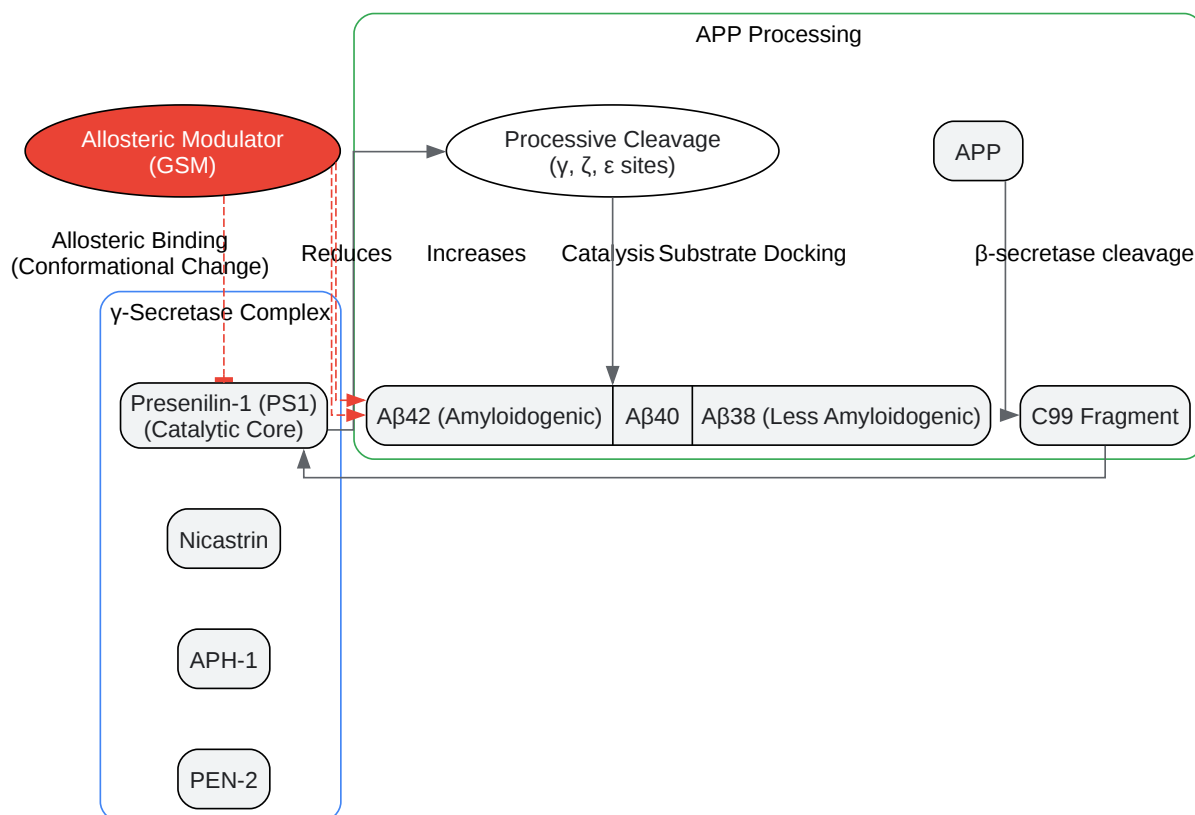 APP Processing
Allosteric Modulator
(GSM)
Processive Cleavage
(γ, ζ, ε sites)
APP
Allosteric Binding
(Conformational Change)
Reduces
Increases
Catalysis
Substrate Docking
β-secretase cleavage
γ-Secretase Complex
Presenilin-1 (PS1)
(Catalytic Core)
Aβ42 (Amyloidogenic)
Aβ40
Aβ38 (Less Amyloidogenic)
C99 Fragment
Nicastrin
APH-1
PEN-2